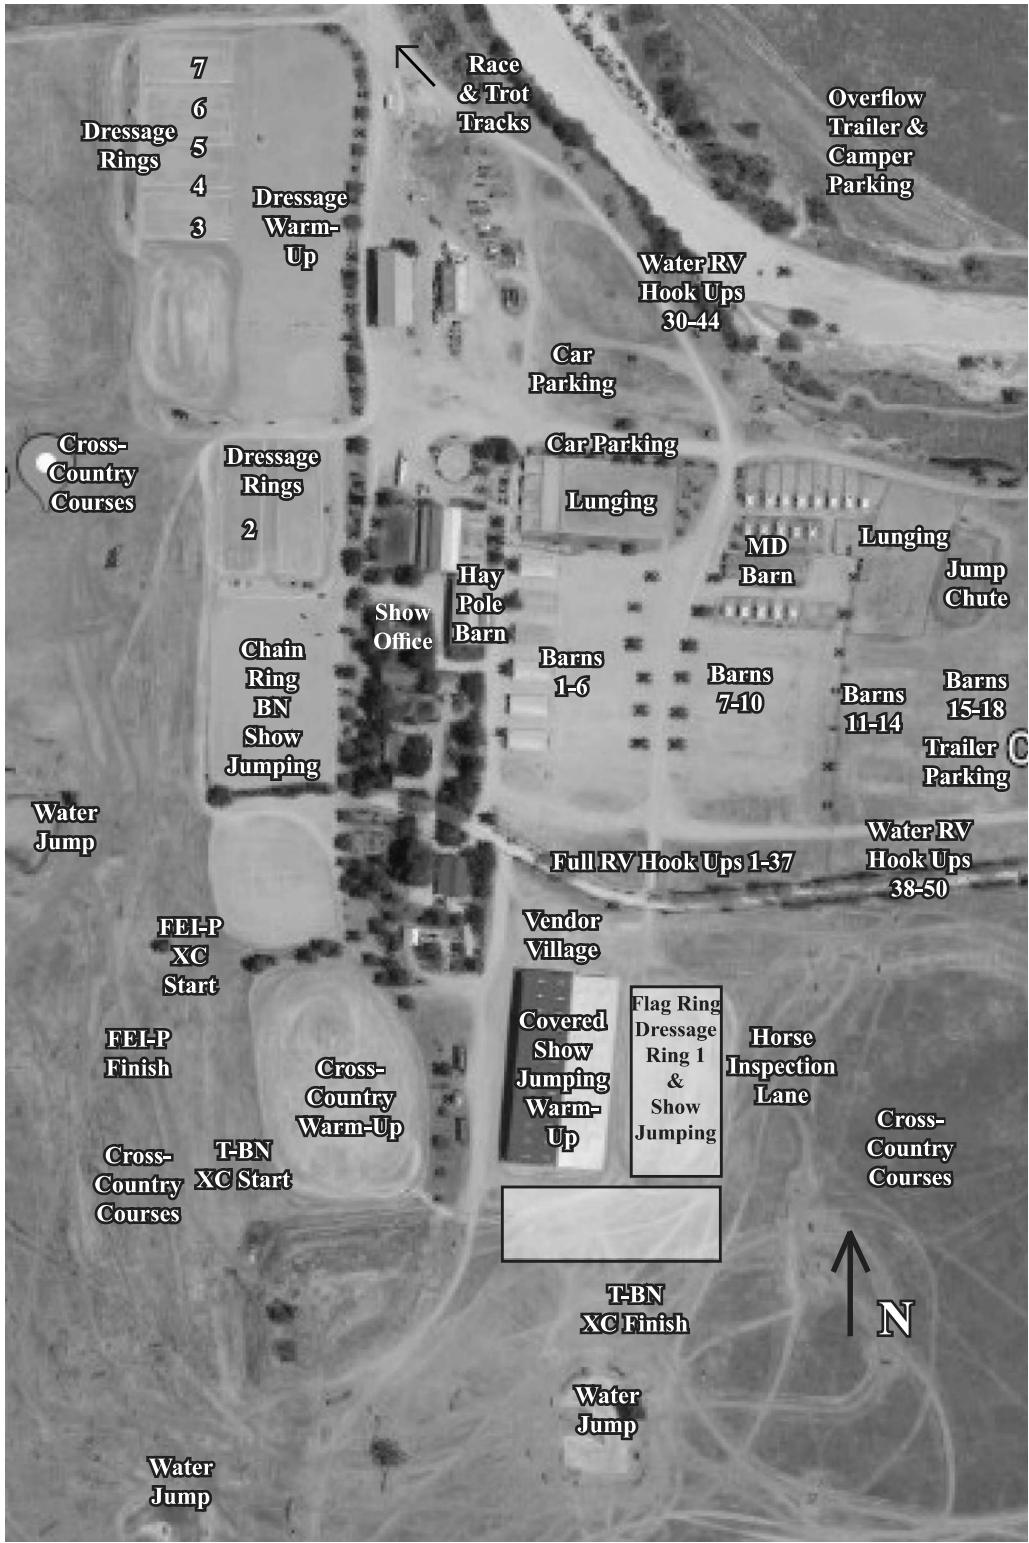 7
Race
& Trot
Tracks
6
Dressage
Rings
5
4
3
Dressage
Warm-
Up
Overflow
Trailer &
Camper
Parking
Water RV
Hook Ups
30-44
Car
Parking
Car Parking
Cross-
Country
Courses
Dressage
Rings
2
Lunging
MD
Barn
Lunging
Jump
Chute
Hay
Pole
Barn
Show
Office
Chain
Ring
BN
Show
Jumping
Barns
1-6
Barns
7-10
Barns
11-14
Barns
15-18
Trailer
Parking
C
Water
Jump
Full RV Hook Ups 1-37
Water RV
Hook Ups
38-50
Vendor
Village
FEI-P
XC
Start
FEI-P
Finish
Cross-
Country
Warm-Up
Covered
Show
Jumping
Warm-
Up
Flag Ring
Dressage
Ring 1
&
Show
Jumping
Horse
Inspection
Lane
Cross-
Country
Courses
T-BN
XC Start
Cross-
Country
Courses
T-BN
XC Finish
N
Water
Jump
Water
Jump